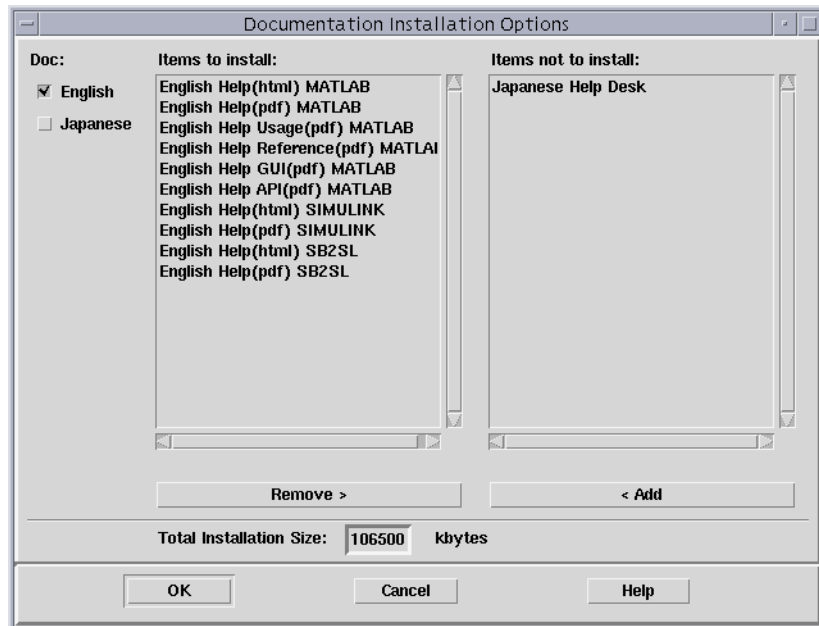 Documentation Installation Options
Doc:
English
Japanese
Items to install:
English Help(html) MATLAB
English Help(pdf) MATLAB
English Help Usage(pdf) MATLAB
English Help Reference(pdf) MATLAI
English Help GUI(pdf) MATLAB
English Help API(pdf) MATLAB
English Help(html) SIMULINK
English Help(pdf) SIMULINK
English Help(html) SB2SL
English Help(pdf) SB2SL
Items not to install:
Japanese Help Desk
Remove >
< Add
Total Installation Size: 106500 kbytes
OK
Cancel
Help